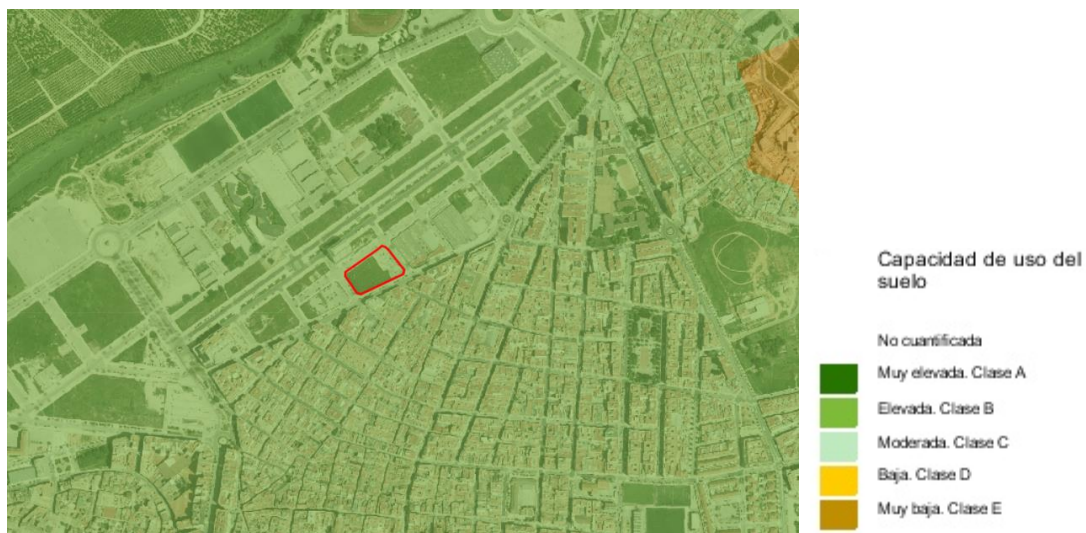 Capacidad de uso del
suelo
No cuantificada
Muy elevada. Clase A
Elevada. Clase B
Moderada. Clase C
Baja. Clase D
Muy baja. Clase E